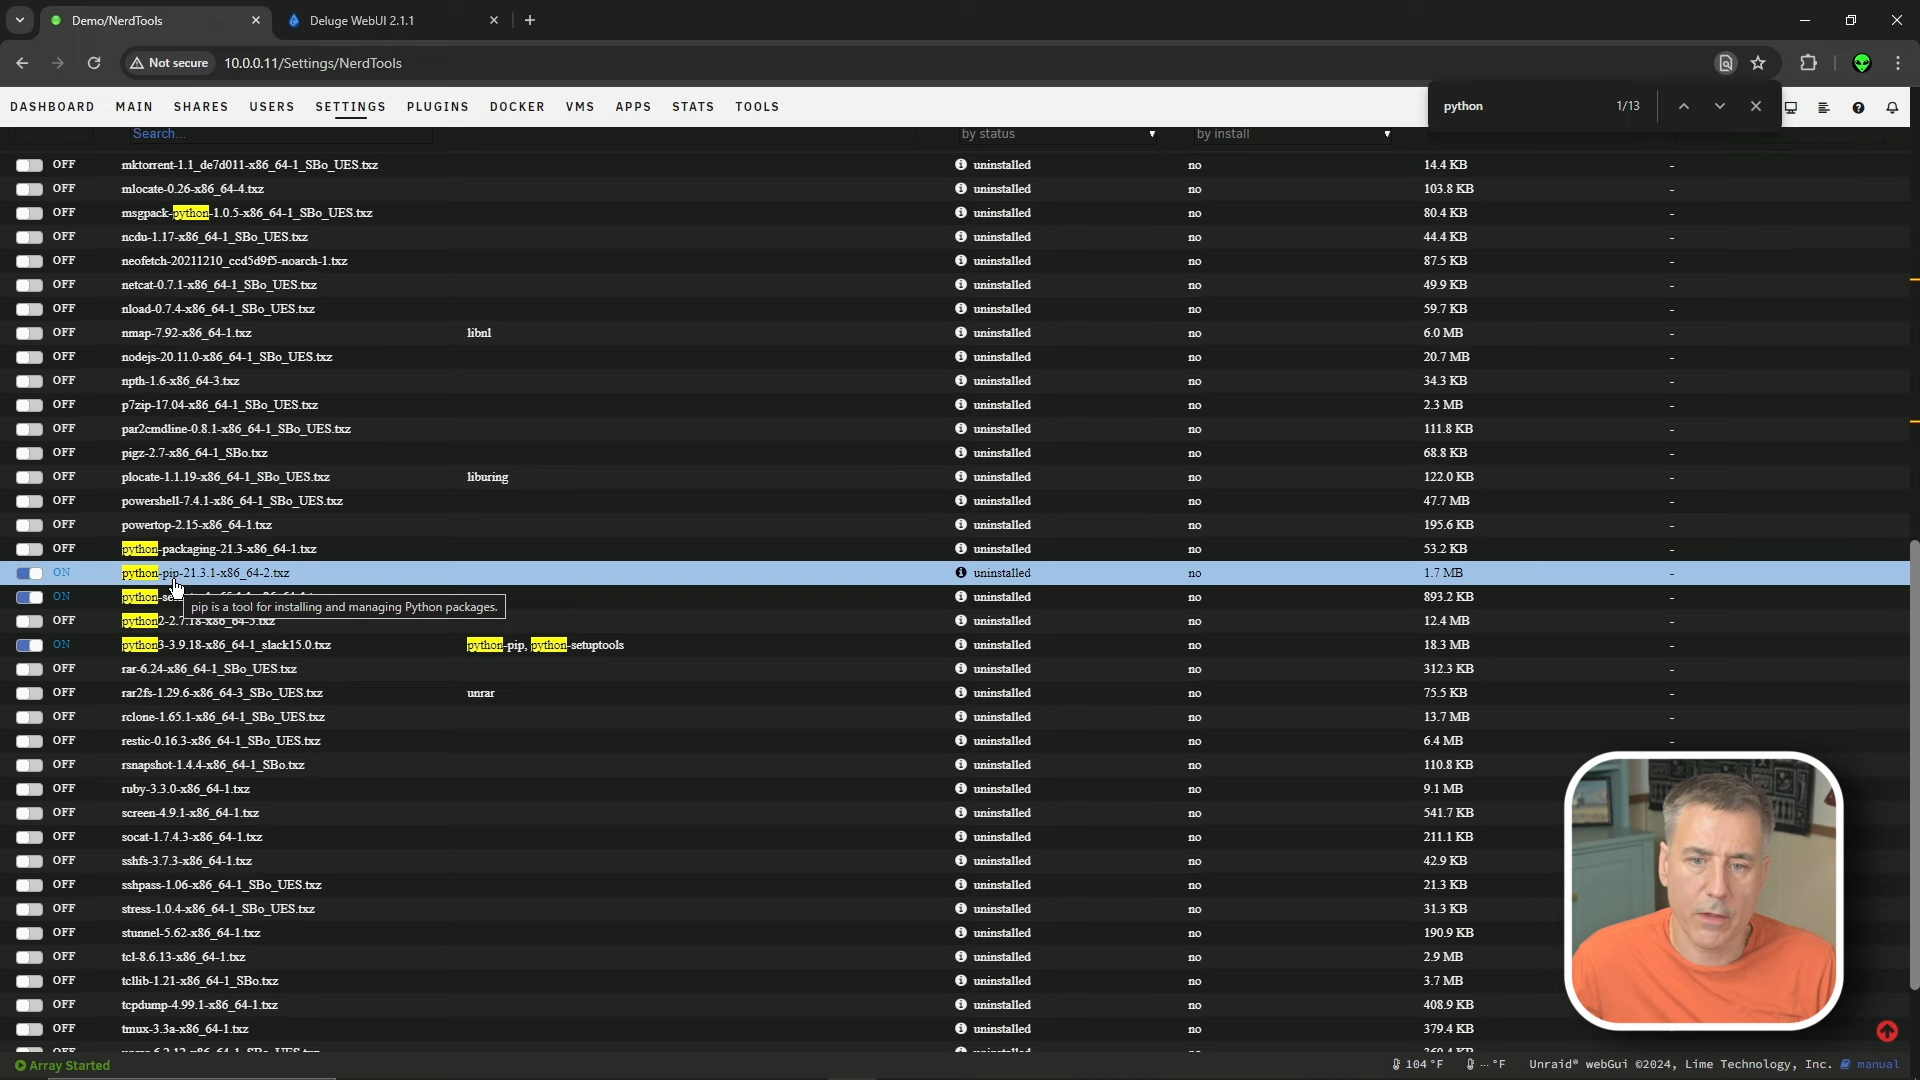 Demo/NerdTools
Deluge WebUI 2.1.1
Not secure
10.0.0.11/Settings/NerdTools
DASHBOARD MAIN SHARES USERS SETTINGS PLUGINS DOCKER VMS APPS STATS TOOLS
python 1/13
Search... by status by install
OFF mktorrent-1.1_de7d011-x86_64-1_SBo_UES.txz uninstalled no 14.4 KB -
OFF mlocate-0.26-x86_64-4.txz uninstalled no 103.8 KB -
OFF msgpack-python-1.0.5-x86_64-1_SBo_UES.txz uninstalled no 80.4 KB -
OFF ncdu-1.17-x86_64-1_SBo_UES.txz uninstalled no 44.4 KB -
OFF neofetch-20211210_ccd5d9f5-noarch-1.txz uninstalled no 87.5 KB -
OFF netcat-0.7.1-x86_64-1_SBo_UES.txz uninstalled no 49.9 KB -
OFF nload-0.7.4-x86_64-1_SBo_UES.txz uninstalled no 59.7 KB -
OFF nmap-7.92-x86_64-1.txz libnl uninstalled no 6.0 MB -
OFF nodejs-20.11.0-x86_64-1_SBo_UES.txz uninstalled no 20.7 MB -
OFF npth-1.6-x86_64-3.txz uninstalled no 34.3 KB -
OFF p7zip-17.04-x86_64-1_SBo_UES.txz uninstalled no 2.3 MB -
OFF par2cmdline-0.8.1-x86_64-1_SBo_UES.txz uninstalled no 111.8 KB -
OFF pigz-2.7-x86_64-1_SBo.txz uninstalled no 68.8 KB -
OFF plocate-1.1.19-x86_64-1_SBo_UES.txz liburing uninstalled no 122.0 KB -
OFF powershell-7.4.1-x86_64-1_SBo_UES.txz uninstalled no 47.7 MB -
OFF powertop-2.15-x86_64-1.txz uninstalled no 195.6 KB -
OFF python-packaging-21.3-x86_64-1.txz uninstalled no 53.2 KB -
ON python-pip-21.3.1-x86_64-2.txz uninstalled no 1.7 MB -
ON python-se uninstalled no 893.2 KB -
pip is a tool for installing and managing Python packages.
OFF python2-2.7.18-x86_64-5.txz uninstalled no 12.4 MB -
ON python3-3.9.18-x86_64-1_slack15.0.txz python-pip, python-setuptools uninstalled no 18.3 MB -
OFF rar-6.24-x86_64-1_SBo_UES.txz uninstalled no 312.3 KB -
OFF rar2fs-1.29.6-x86_64-3_SBo_UES.txz unrar uninstalled no 75.5 KB -
OFF rclone-1.65.1-x86_64-1_SBo_UES.txz uninstalled no 13.7 MB -
OFF restic-0.16.3-x86_64-1_SBo_UES.txz uninstalled no 6.4 MB -
OFF rsnapshot-1.4.4-x86_64-1_SBo.txz uninstalled no 110.8 KB
OFF ruby-3.3.0-x86_64-1.txz uninstalled no 9.1 MB
OFF screen-4.9.1-x86_64-1.txz uninstalled no 541.7 KB
OFF socat-1.7.4.3-x86_64-1.txz uninstalled no 211.1 KB
OFF sshfs-3.7.3-x86_64-1.txz uninstalled no 42.9 KB
OFF sshpass-1.06-x86_64-1_SBo_UES.txz uninstalled no 21.3 KB
OFF stress-1.0.4-x86_64-1_SBo_UES.txz uninstalled no 31.3 KB
OFF stunnel-5.62-x86_64-1.txz uninstalled no 190.9 KB
OFF tcl-8.6.13-x86_64-1.txz uninstalled no 2.9 MB
OFF tcllib-1.21-x86_64-1_SBo.txz uninstalled no 3.7 MB
OFF tcpdump-4.99.1-x86_64-1.txz uninstalled no 408.9 KB
OFF tmux-3.3a-x86_64-1.txz uninstalled no 379.4 KB
Array Started 104 °F -- °F Unraid® webGui ©2024, Lime Technology, Inc. manual